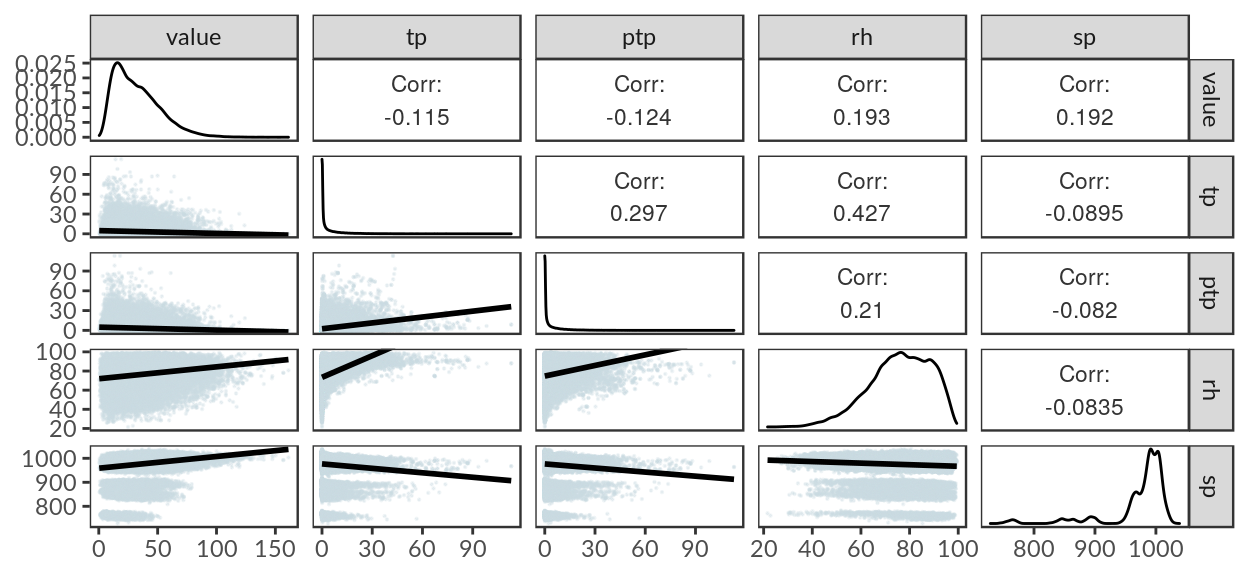 value tp ptp rh sp
0.025
0.020
0.015
0.010
0.005
0.000
Corr: Corr: Corr: Corr:
-0.115 -0.124 0.193 0.192
value
90
60
30
0
Corr: Corr: Corr:
0.297 0.427 -0.0895
tp
90
60
30
0
Corr: Corr:
0.21 -0.082
ptp
100
80
60
40
20
Corr:
-0.0835
rh
1000
900
800
sp
0 50 100 150 0 30 60 90 0 30 60 90 20 40 60 80 100 800 900 1000